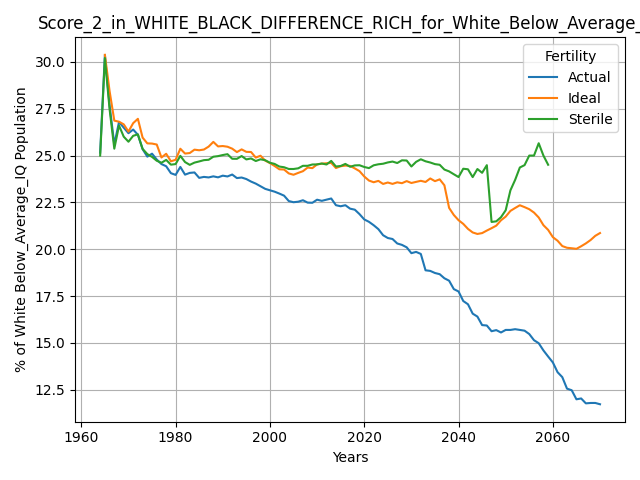 Score_2_in_WHITE_BLACK_DIFFERENCE_RICH_for_White_Below_Average_
Fertility
Actual
Ideal
Sterile
% of White Below_Average_IQ Population
30.0
27.5
25.0
22.5
20.0
17.5
15.0
12.5
1960 1980 2000 2020 2040 2060
Years